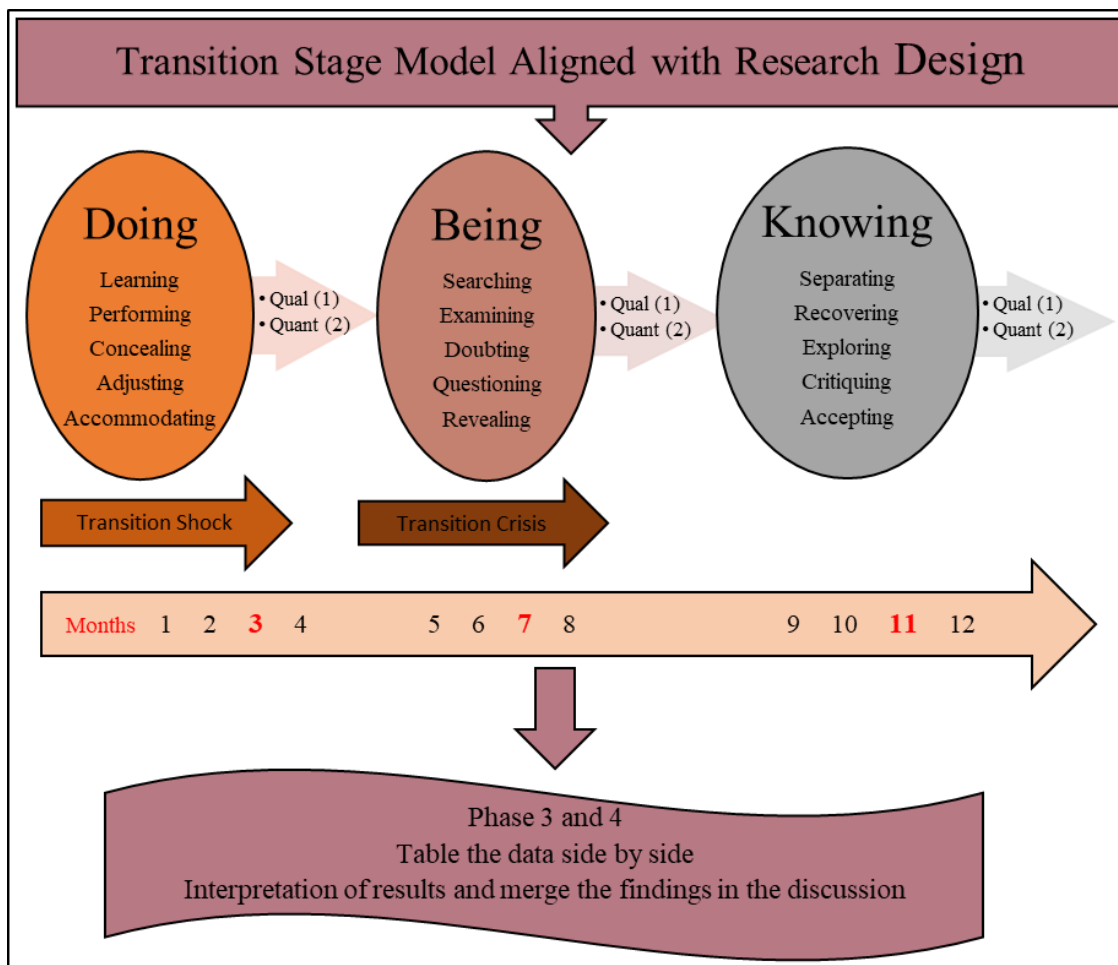 Transition Stage Model Aligned with Research Design
Doing
Learning
Performing
Concealing
Adjusting
Accommodating
• Qual (1)
• Quant (2)
Being
Searching
Examining
Doubting
Questioning
Revealing
• Qual (1)
• Quant (2)
Knowing
Separating
Recovering
Exploring
Critiquing
Accepting
• Qual (1)
• Quant (2)
Transition Shock
Transition Crisis
Months 1 2 3 4 5 6 7 8 9 10 11 12
Phase 3 and 4
Table the data side by side
Interpretation of results and merge the findings in the discussion